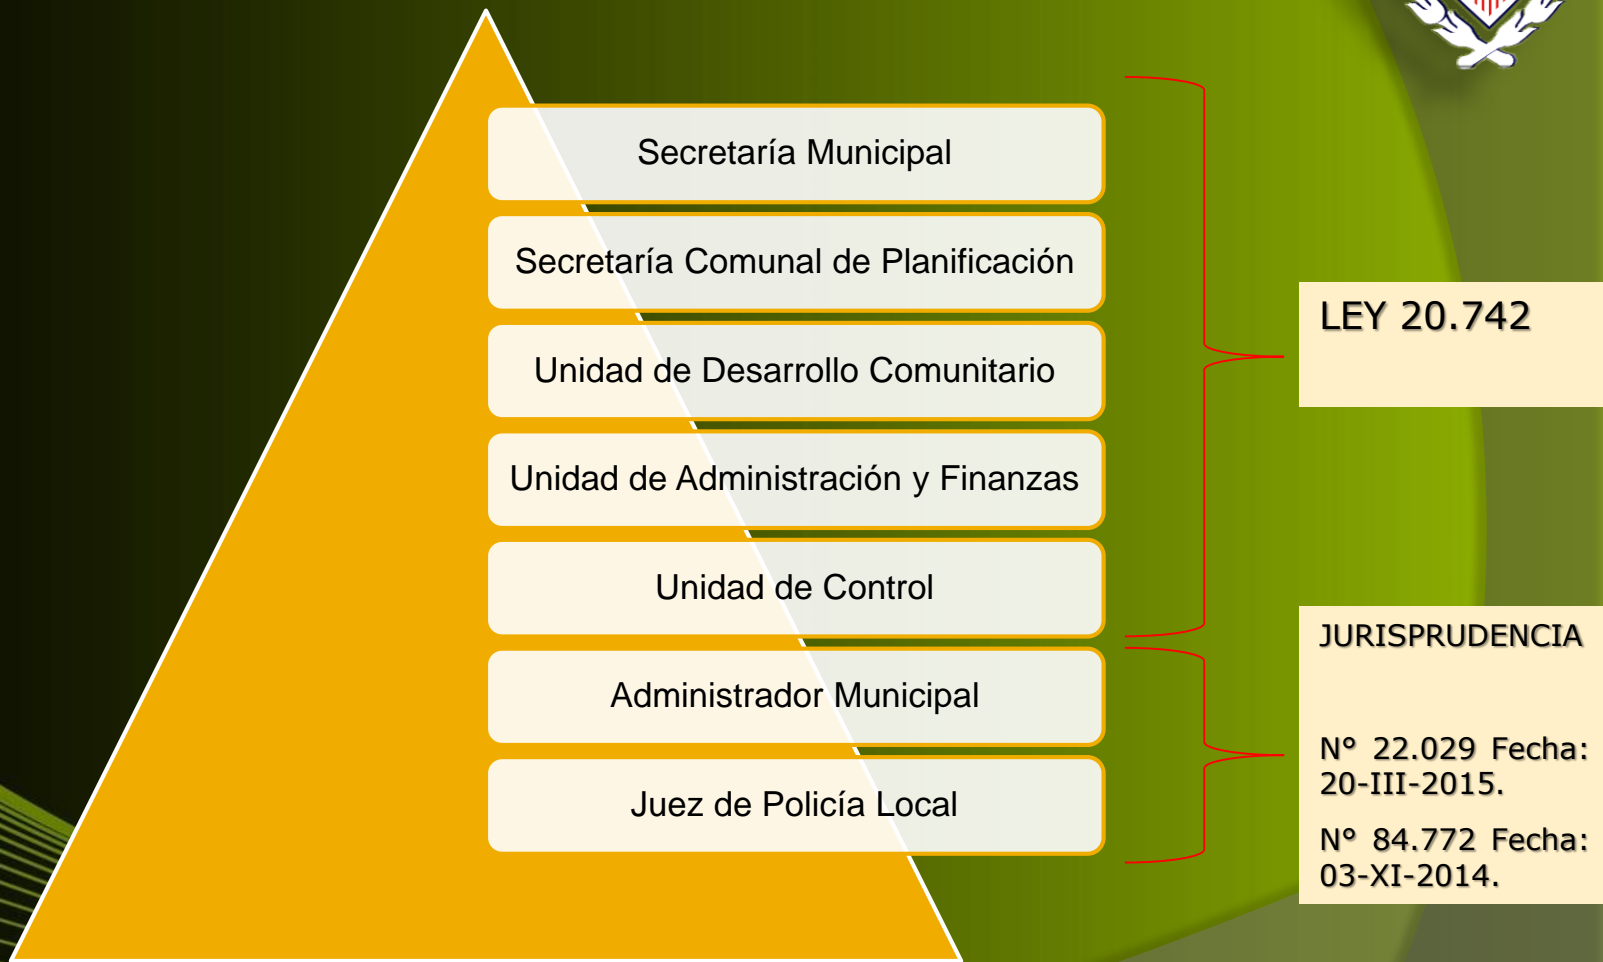 Secretaría Municipal
Secretaría Comunal de Planificación
Unidad de Desarrollo Comunitario
Unidad de Administración y Finanzas
Unidad de Control
Administrador Municipal
Juez de Policía Local
LEY 20.742
JURISPRUDENCIA
N° 22.029 Fecha:
20-III-2015.
N° 84.772 Fecha:
03-XI-2014.